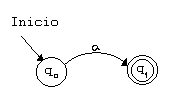 Inicio
a
q₀ q₁